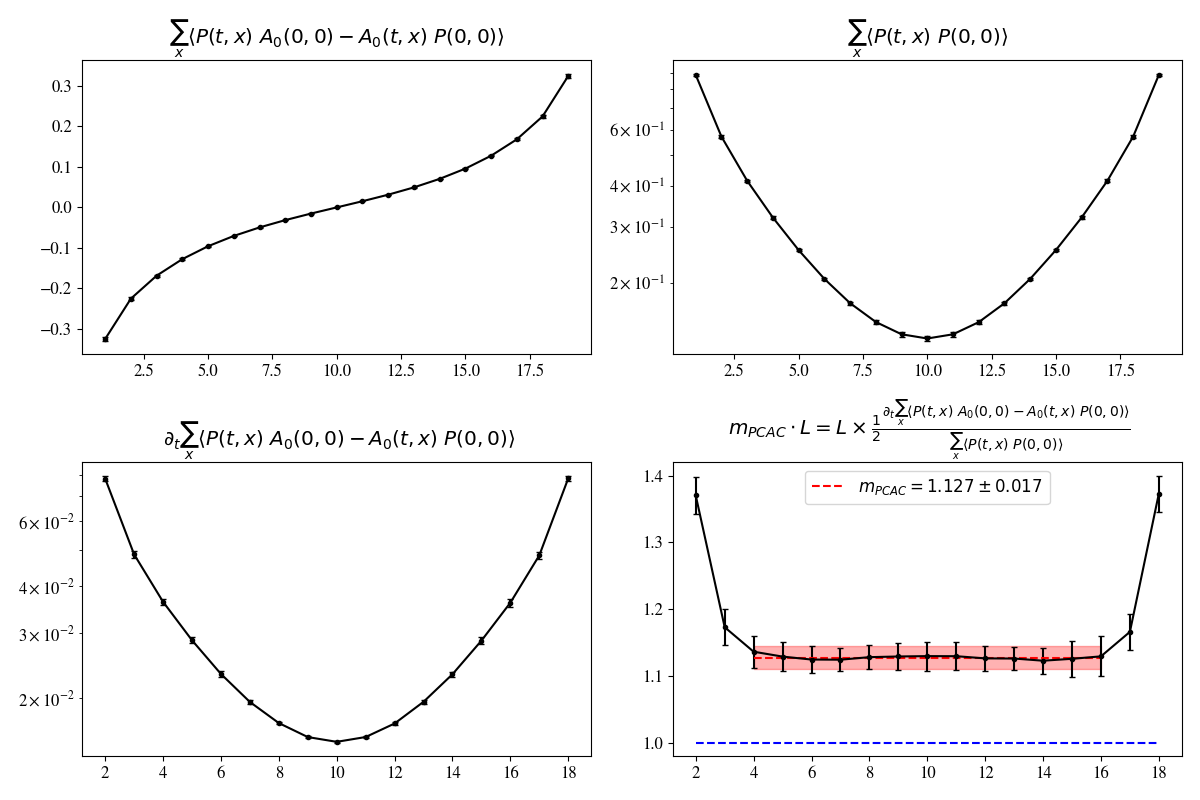 ∑ₓ⟨P(t, x) A₀(0, 0) − A₀(t, x) P(0, 0)⟩
0.3
0.2
0.1
0.0
−0.1
−0.2
−0.3
2.5 5.0 7.5 10.0 12.5 15.0 17.5
∑ₓ⟨P(t, x) P(0, 0)⟩
6 × 10⁻¹
4 × 10⁻¹
3 × 10⁻¹
2 × 10⁻¹
2.5 5.0 7.5 10.0 12.5 15.0 17.5
∂ₜ∑ₓ⟨P(t, x) A₀(0, 0) − A₀(t, x) P(0, 0)⟩
6 × 10⁻²
4 × 10⁻²
3 × 10⁻²
2 × 10⁻²
2 4 6 8 10 12 14 16 18
m_{PCAC} · L = L × \frac{1}{2} \frac{∂ₜ∑ₓ⟨P(t, x) A₀(0, 0) − A₀(t, x) P(0, 0)⟩}{∑ₓ⟨P(t, x) P(0, 0)⟩}
m_{PCAC} = 1.127 ± 0.017
1.4
1.3
1.2
1.1
1.0
2 4 6 8 10 12 14 16 18